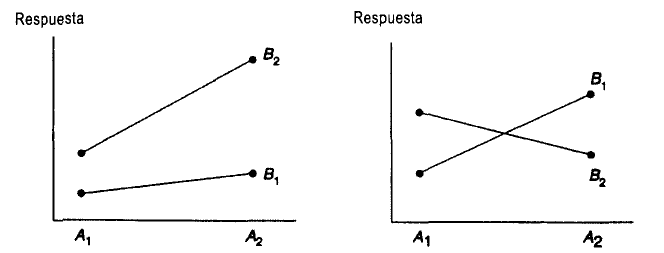 Respuesta
B2
B1
A1 A2
Respuesta
B1
B2
A1 A2